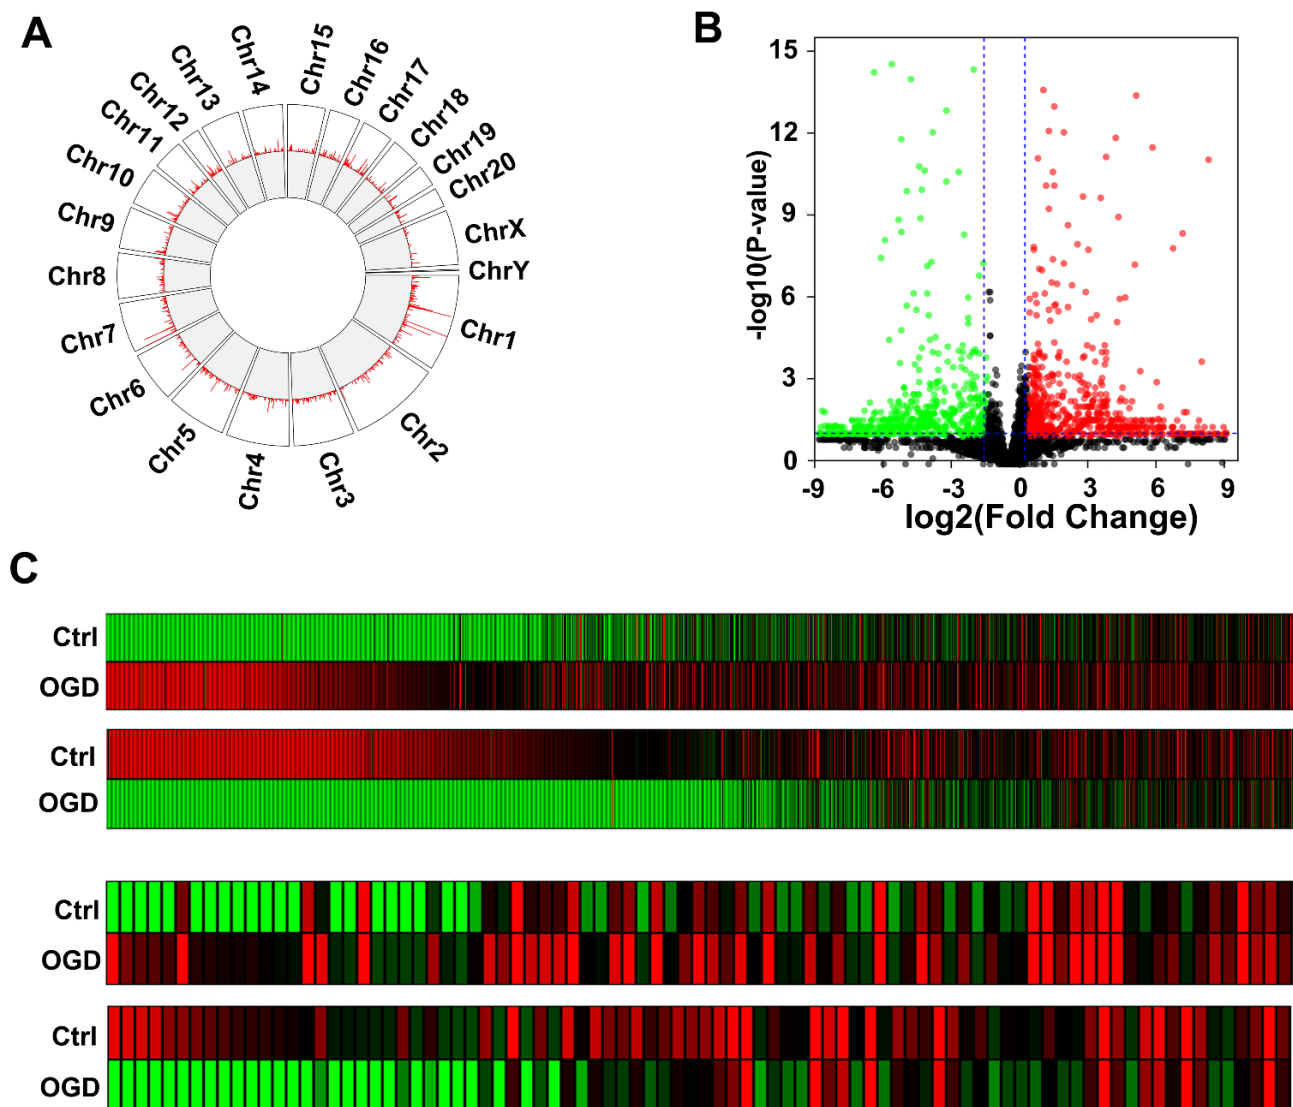 A
Chr1
Chr2
Chr3
Chr4
Chr5
Chr6
Chr7
Chr8
Chr9
Chr10
Chr11
Chr12
Chr13
Chr14
Chr15
Chr16
Chr17
Chr18
Chr19
Chr20
ChrX
ChrY
B
-log10(P-value)
15
12
9
6
3
0
-9 -6 -3 0 3 6 9
log2(Fold Change)
C
Ctrl
OGD
Ctrl
OGD
Ctrl
OGD
Ctrl
OGD